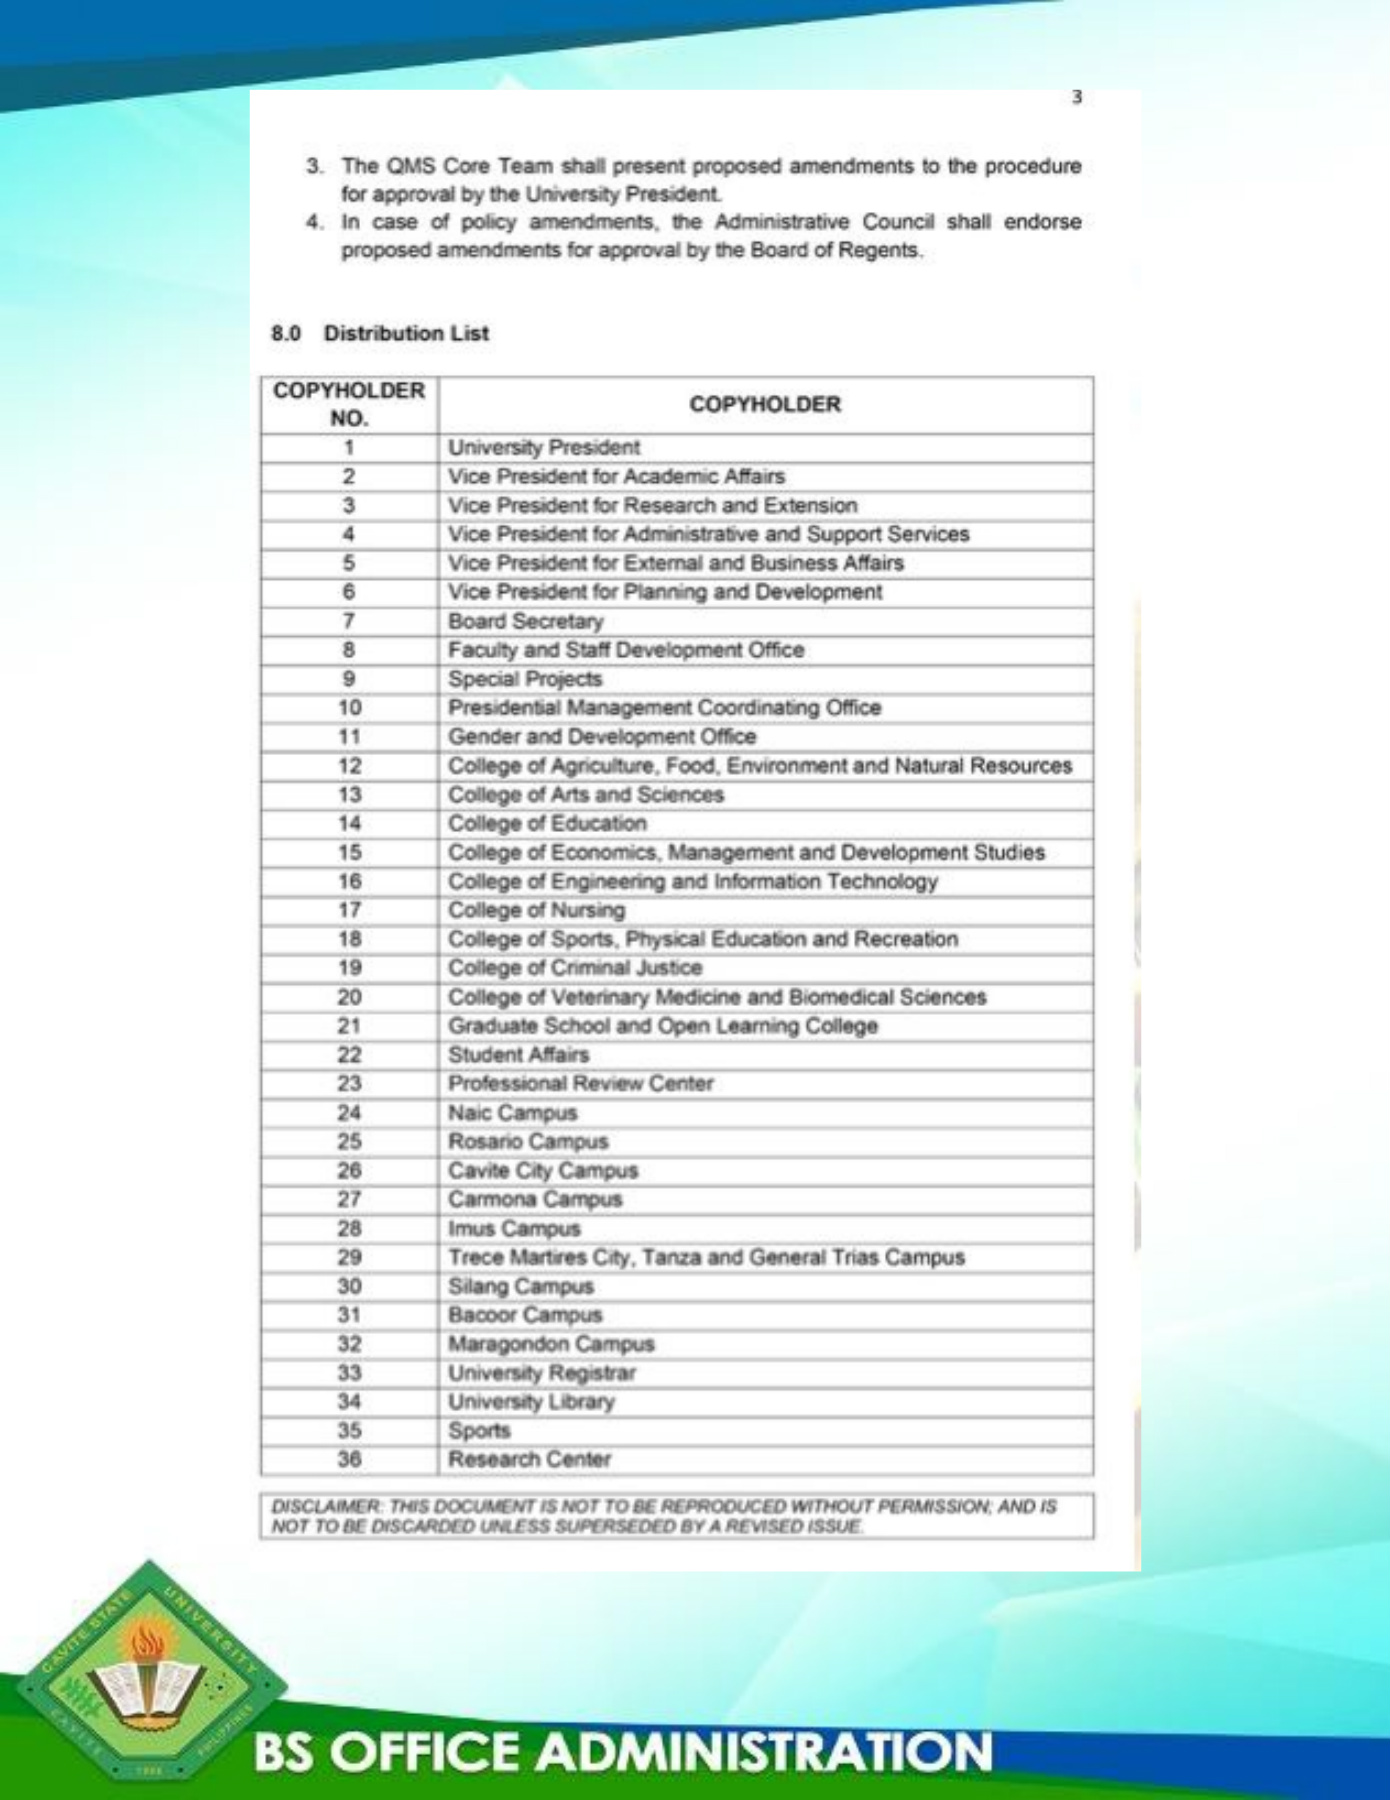 3
3. The QMS Core Team shall present proposed amendments to the procedure
for approval by the University President.
4. In case of policy amendments, the Administrative Council shall endorse
proposed amendments for approval by the Board of Regents.
8.0 Distribution List
COPYHOLDER NO. COPYHOLDER
1 University President
2 Vice President for Academic Affairs
3 Vice President for Research and Extension
4 Vice President for Administrative and Support Services
5 Vice President for External and Business Affairs
6 Vice President for Planning and Development
7 Board Secretary
8 Faculty and Staff Development Office
9 Special Projects
10 Presidential Management Coordinating Office
11 Gender and Development Office
12 College of Agriculture, Food, Environment and Natural Resources
13 College of Arts and Sciences
14 College of Education
15 College of Economics, Management and Development Studies
16 College of Engineering and Information Technology
17 College of Nursing
18 College of Sports, Physical Education and Recreation
19 College of Criminal Justice
20 College of Veterinary Medicine and Biomedical Sciences
21 Graduate School and Open Learning College
22 Student Affairs
23 Professional Review Center
24 Naic Campus
25 Rosario Campus
26 Cavite City Campus
27 Carmona Campus
28 Imus Campus
29 Trece Martires City, Tanza and General Trias Campus
30 Silang Campus
31 Bacoor Campus
32 Maragondon Campus
33 University Registrar
34 University Library
35 Sports
36 Research Center
DISCLAIMER: THIS DOCUMENT IS NOT TO BE REPRODUCED WITHOUT PERMISSION; AND IS
NOT TO BE DISCARDED UNLESS SUPERSEDED BY A REVISED ISSUE.
CAVITE STATE UNIVERSITY
CAVITE PHILIPPINES
BS OFFICE ADMINISTRATION